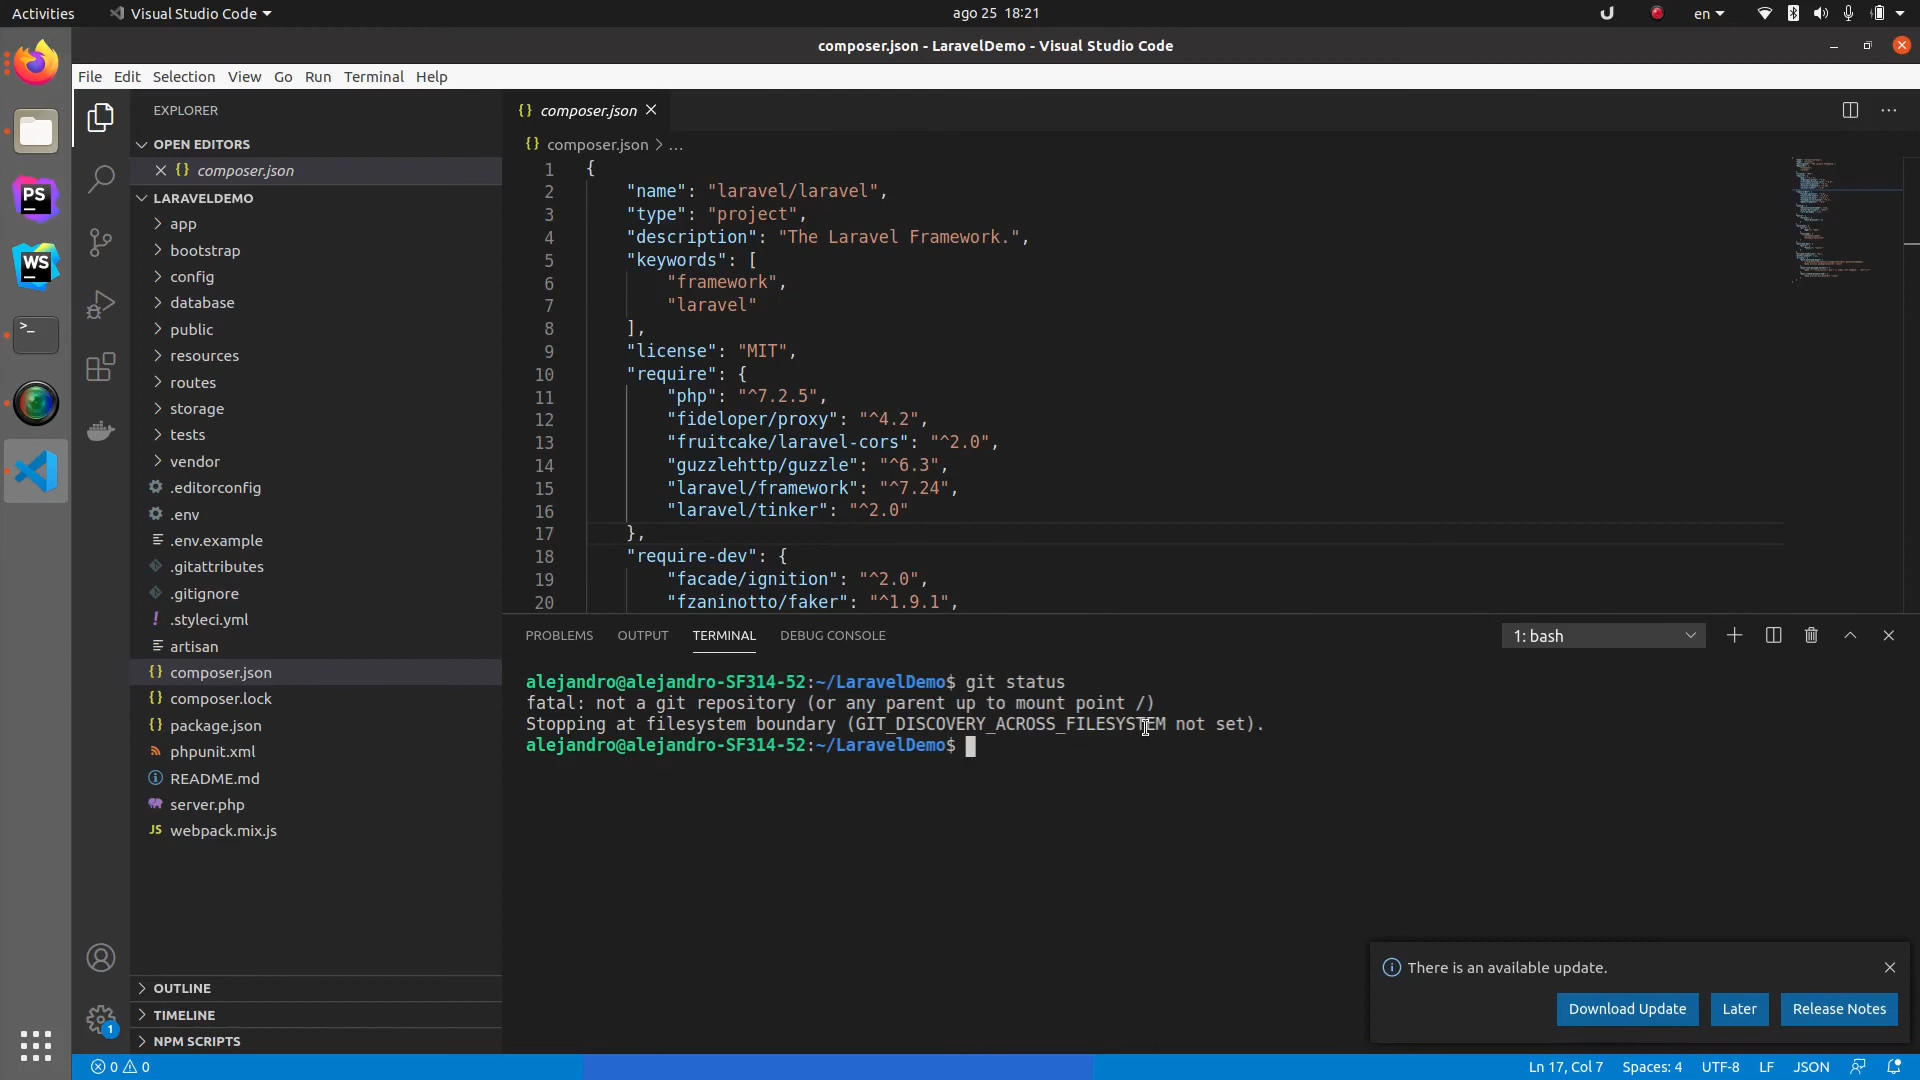 Activities
Visual Studio Code
ago 25 18:21
en
composer.json - LaravelDemo - Visual Studio Code
File Edit Selection View Go Run Terminal Help
PS
WS
>_
EXPLORER
OPEN EDITORS
{} composer.json
LARAVELDEMO
app
bootstrap
config
database
public
resources
routes
storage
tests
vendor
.editorconfig
.env
.env.example
.gitattributes
.gitignore
! .styleci.yml
artisan
{} composer.json
{} composer.lock
{} package.json
phpunit.xml
README.md
server.php
JS webpack.mix.js
OUTLINE
TIMELINE
NPM SCRIPTS
1
{} composer.json
{} composer.json > ...
1 {
2 "name": "laravel/laravel",
3 "type": "project",
4 "description": "The Laravel Framework.",
5 "keywords": [
6 "framework",
7 "laravel"
8 ],
9 "license": "MIT",
10 "require": {
11 "php": "^7.2.5",
12 "fideloper/proxy": "^4.2",
13 "fruitcake/laravel-cors": "^2.0",
14 "guzzlehttp/guzzle": "^6.3",
15 "laravel/framework": "^7.24",
16 "laravel/tinker": "^2.0"
17 },
18 "require-dev": {
19 "facade/ignition": "^2.0",
20 "fzaninotto/faker": "^1.9.1",
PROBLEMS OUTPUT TERMINAL DEBUG CONSOLE
1: bash
alejandro@alejandro-SF314-52:~/LaravelDemo$ git status
fatal: not a git repository (or any parent up to mount point /)
Stopping at filesystem boundary (GIT_DISCOVERY_ACROSS_FILESYSTEM not set).
alejandro@alejandro-SF314-52:~/LaravelDemo$
There is an available update.
Download Update
Later
Release Notes
0 0
Ln 17, Col 7
Spaces: 4
UTF-8
LF
JSON